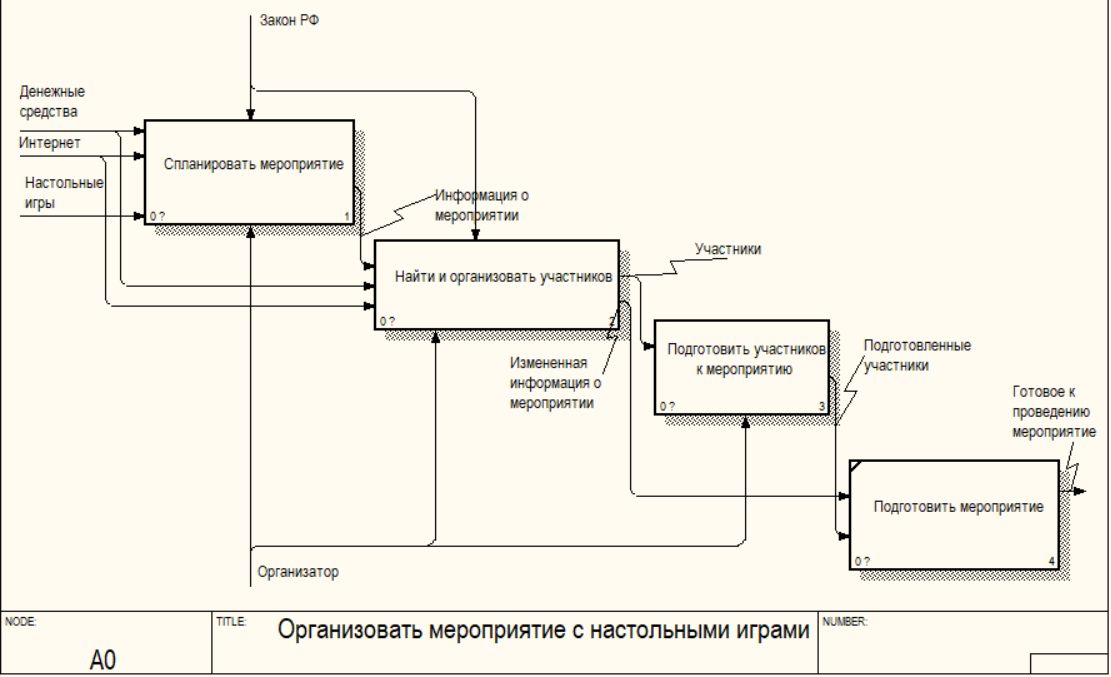 Закон РФ
Денежные
средства
Интернет
Настольные
игры
Спланировать мероприятие
0 ?
1
Информация о
мероприятии
Найти и организовать участников
0 ?
2
Участники
Измененная
информация о
мероприятии
Подготовить участников
к мероприятию
0 ?
3
Подготовленные
участники
Готовое к
проведению
мероприятие
Подготовить мероприятие
0 ?
4
Организатор
NODE:
A0
TITLE:
Организовать мероприятие с настольными играми
NUMBER: